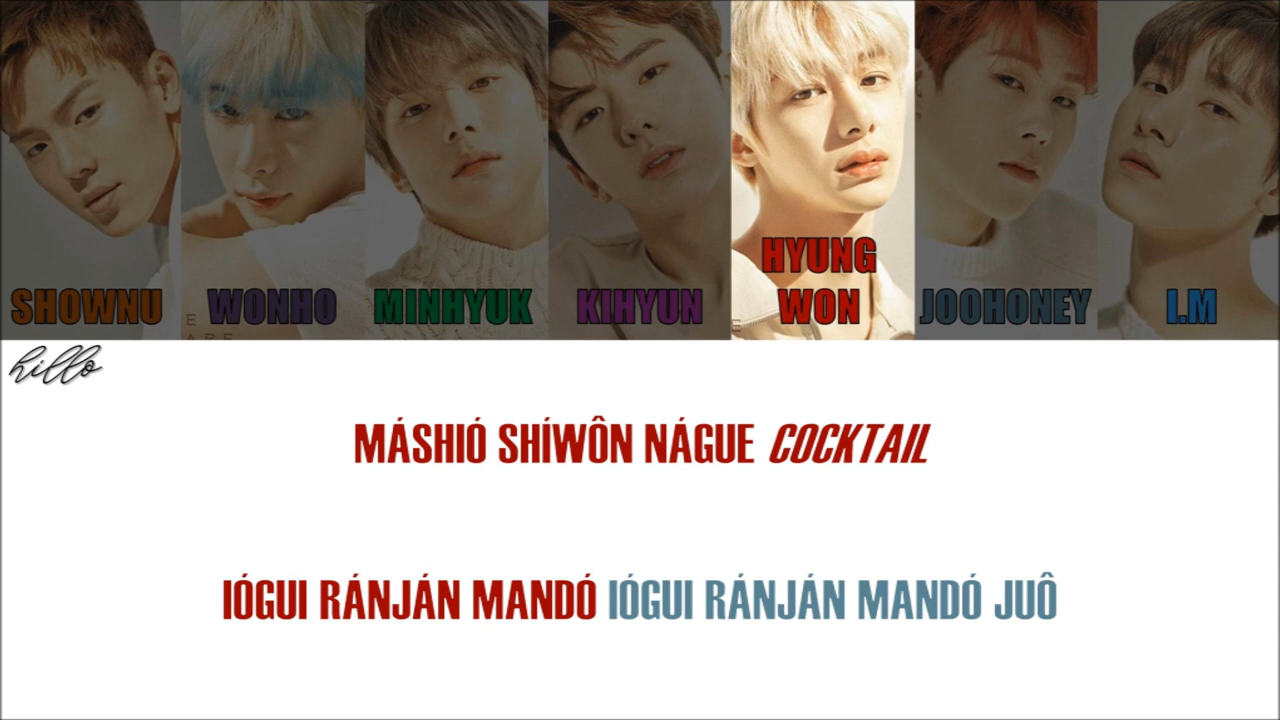 SHOWNU
WONHO
MINHYUK
KIHYUN
HYUNG
WON
JOOHONEY
I.M
E
ARE
E
hillo
MÁSHIÓ SHÍWÔN NÁGUE COCKTAIL
IÓGUI RÁNJÁN MANDÓ IÓGUI RÁNJÁN MANDÓ JUÔ